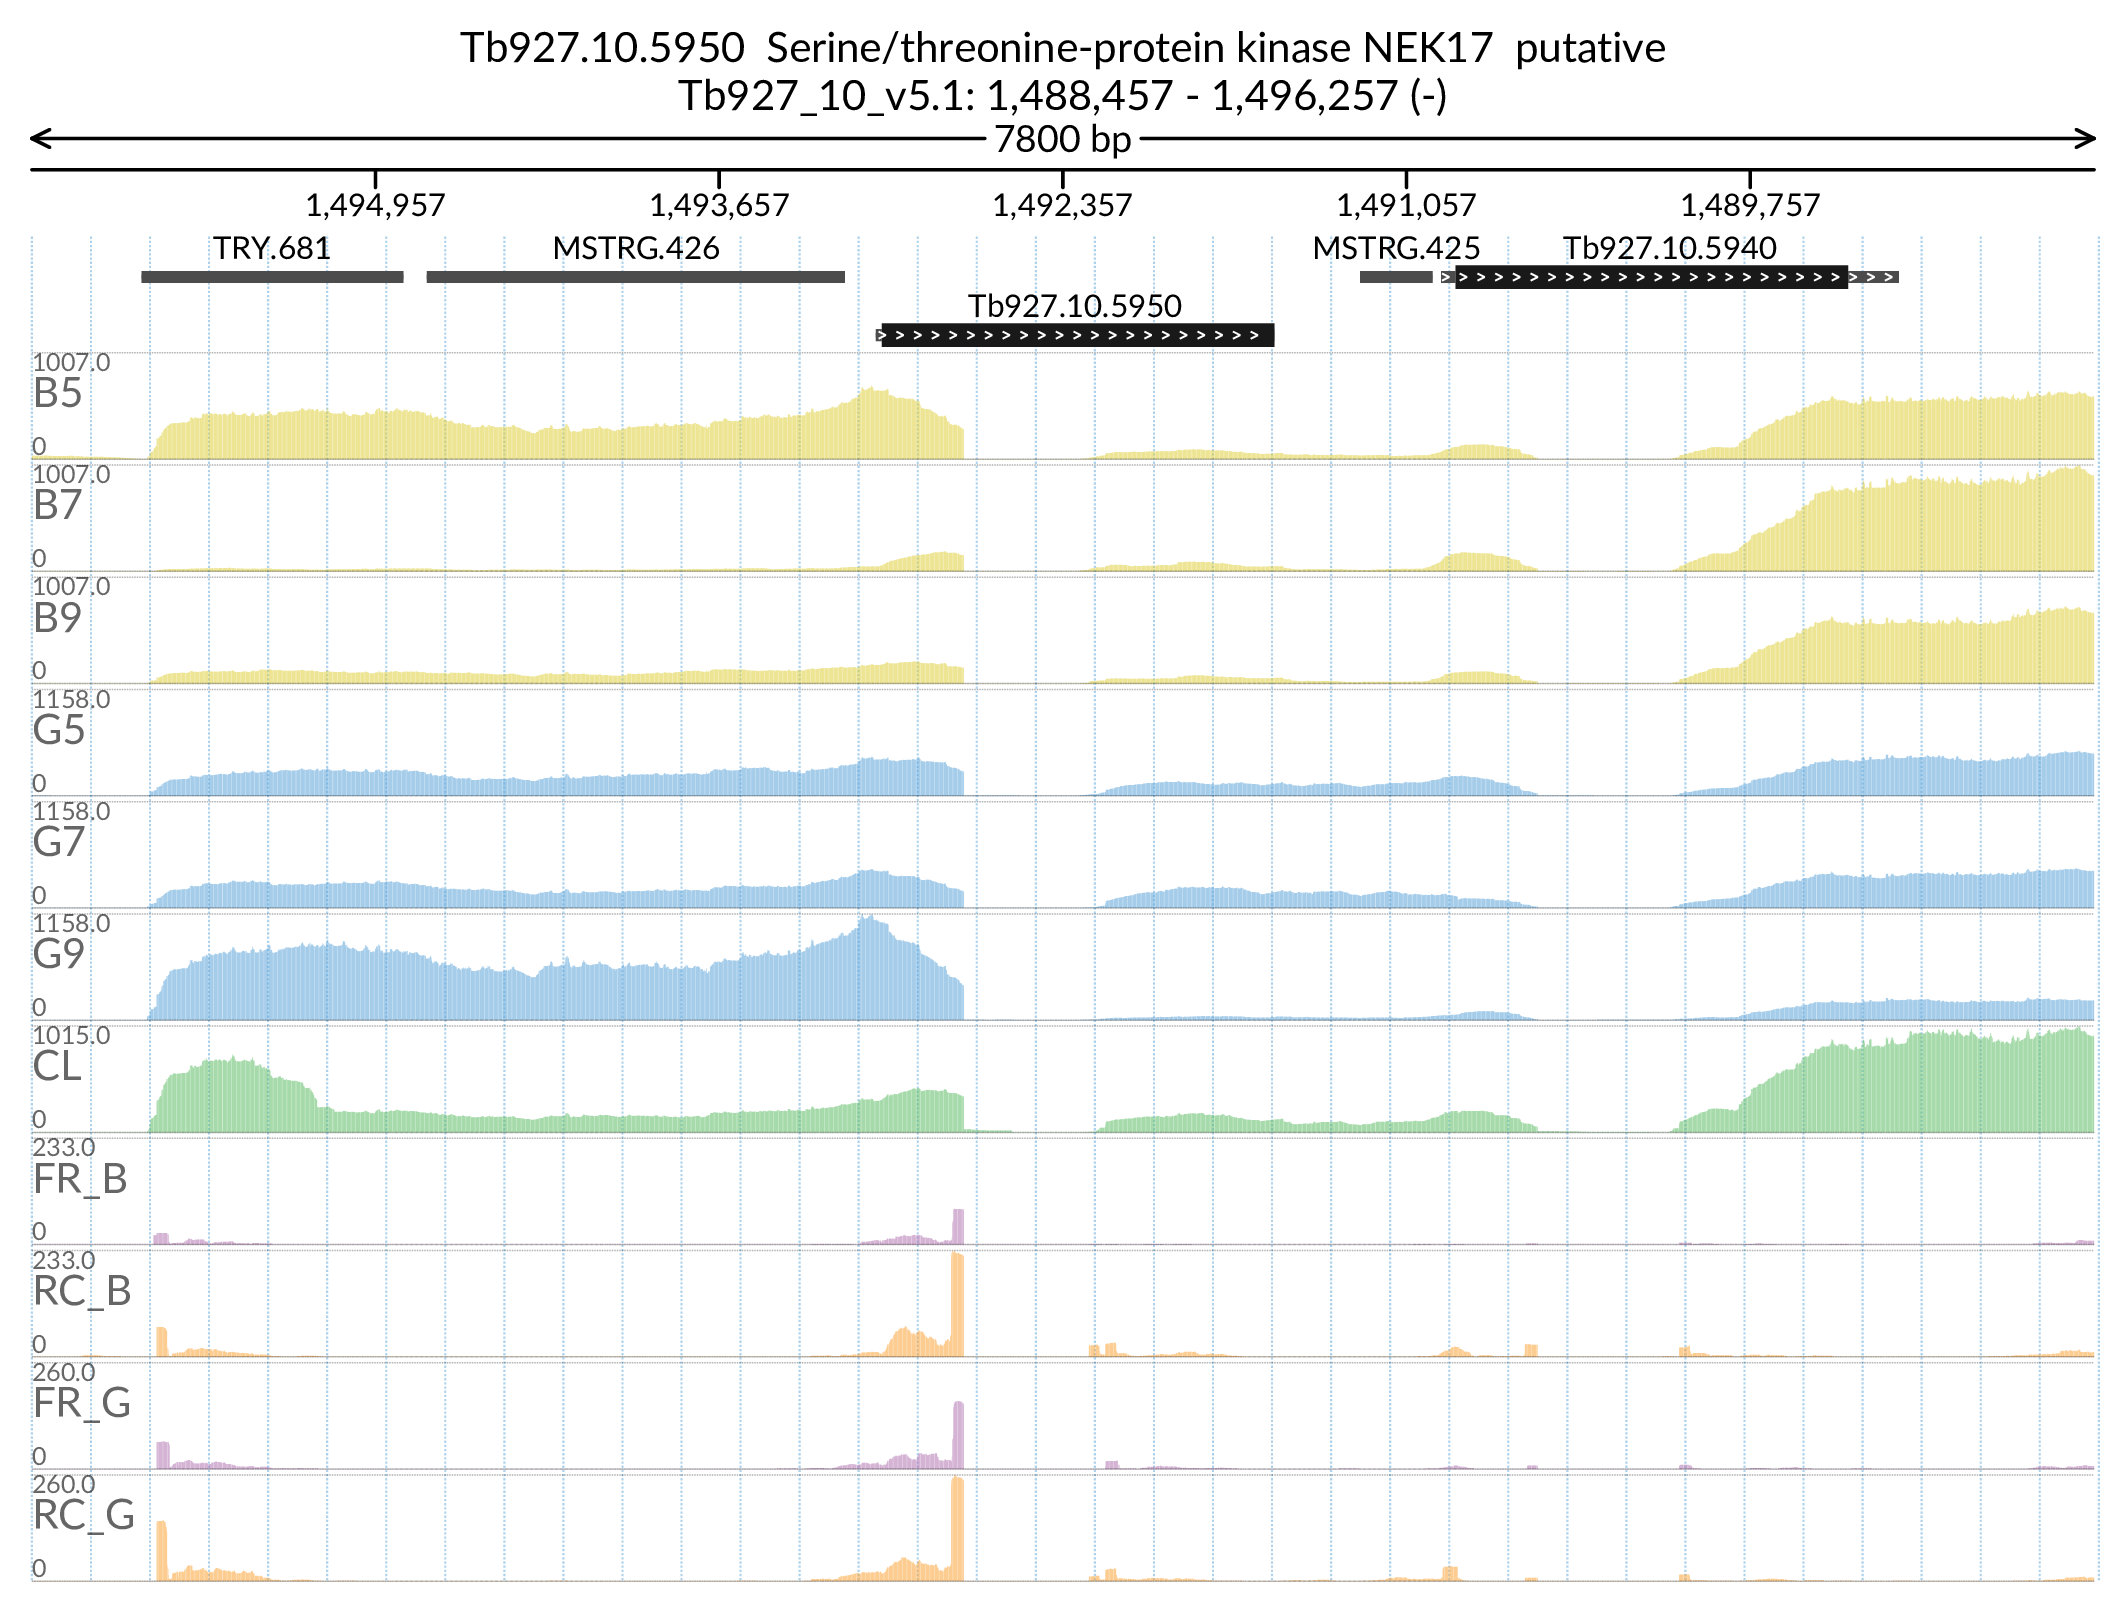 Tb927.10.5950  Serine/threonine-protein kinase NEK17  putative
Tb927_10_v5.1: 1,488,457 - 1,496,257 (-)
7800 bp
1,494,957 1,493,657 1,492,357 1,491,057 1,489,757
TRY.681 MSTRG.426 MSTRG.425 Tb927.10.5940
Tb927.10.5950
1007.0
B5
0
1007.0
B7
0
1007.0
B9
0
1158.0
G5
0
1158.0
G7
0
1158.0
G9
0
1015.0
CL
0
233.0
FR_B
0
233.0
RC_B
0
260.0
FR_G
0
260.0
RC_G
0